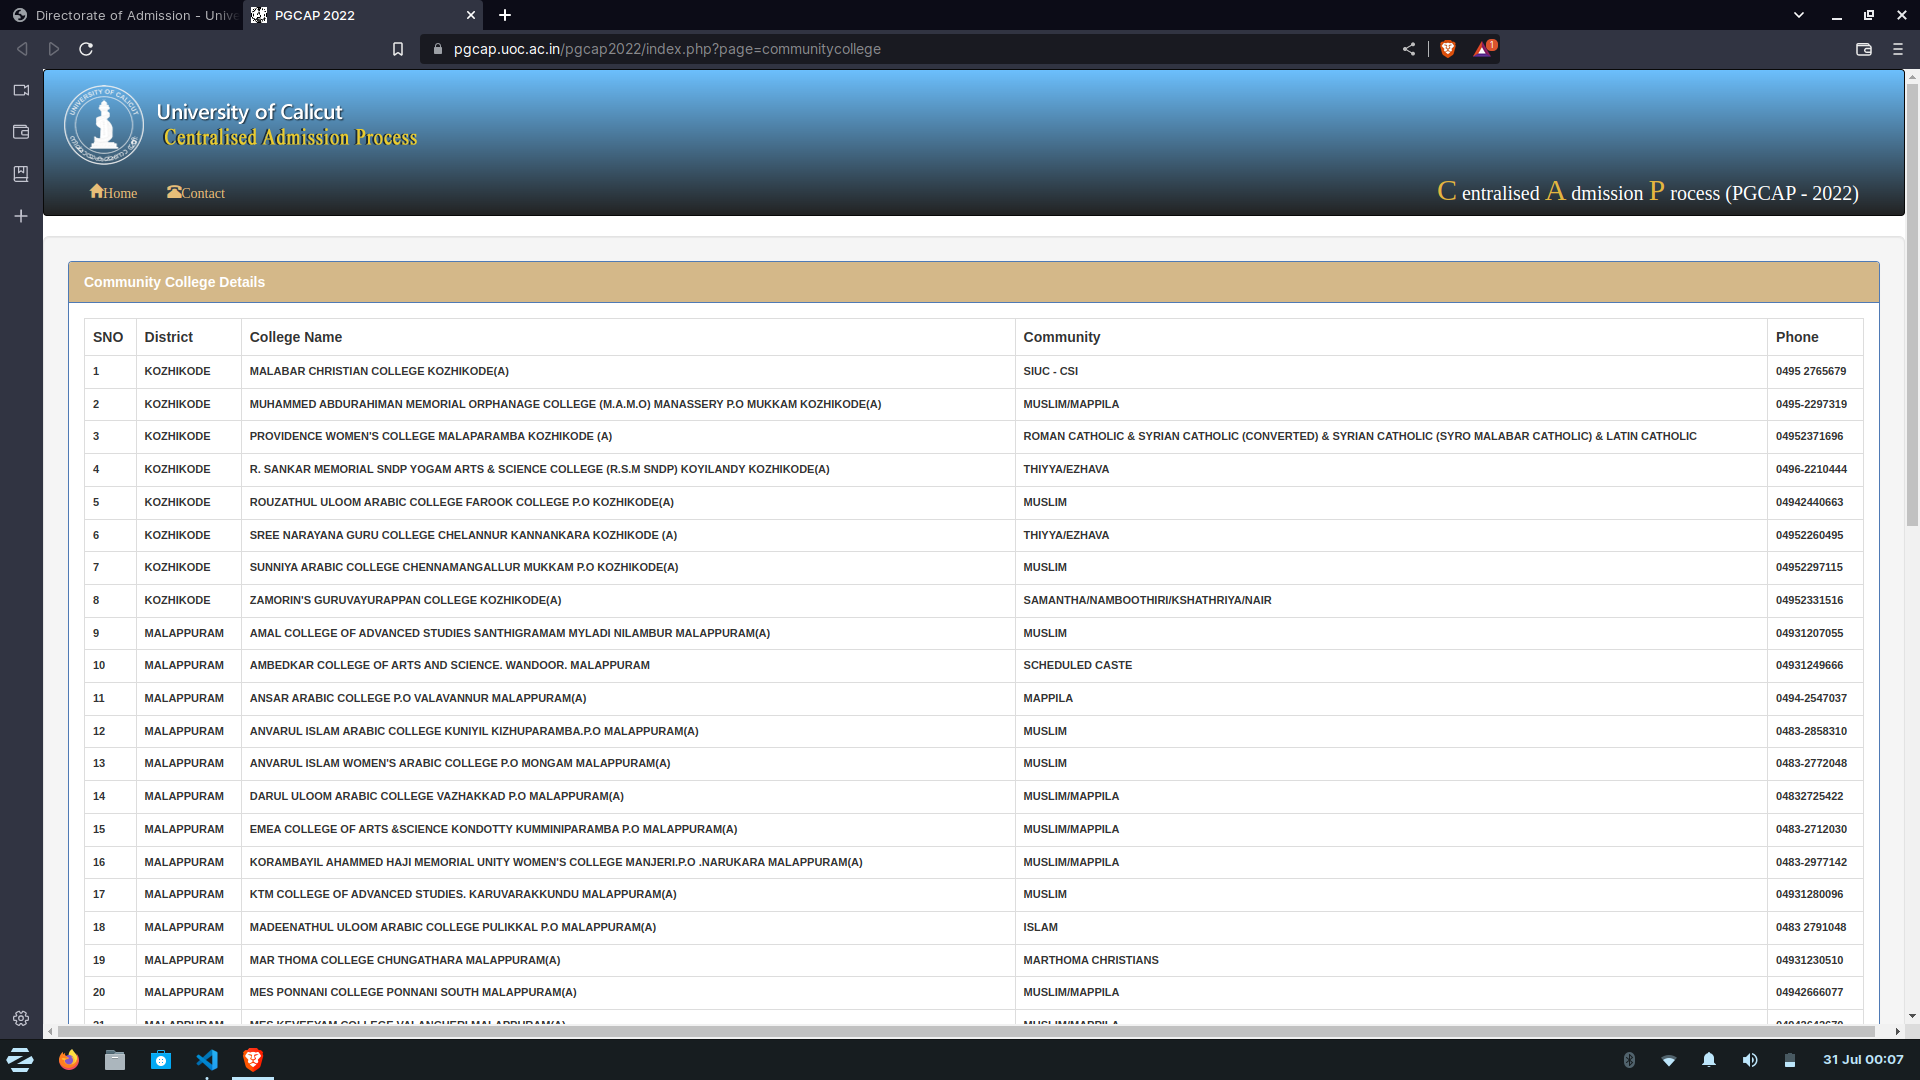 Directorate of Admission - Unive
PGCAP 2022
pgcap.uoc.ac.in/pgcap2022/index.php?page=communitycollege
1
University of Calicut
Centralised Admission Process
Home Contact
C entralised A dmission P rocess (PGCAP - 2022)
Community College Details
SNO District College Name Community Phone
1 KOZHIKODE MALABAR CHRISTIAN COLLEGE KOZHIKODE(A) SIUC - CSI 0495 2765679
2 KOZHIKODE MUHAMMED ABDURAHIMAN MEMORIAL ORPHANAGE COLLEGE (M.A.M.O) MANASSERY P.O MUKKAM KOZHIKODE(A) MUSLIM/MAPPILA 0495-2297319
3 KOZHIKODE PROVIDENCE WOMEN'S COLLEGE MALAPARAMBA KOZHIKODE (A) ROMAN CATHOLIC & SYRIAN CATHOLIC (CONVERTED) & SYRIAN CATHOLIC (SYRO MALABAR CATHOLIC) & LATIN CATHOLIC 04952371696
4 KOZHIKODE R. SANKAR MEMORIAL SNDP YOGAM ARTS & SCIENCE COLLEGE (R.S.M SNDP) KOYILANDY KOZHIKODE(A) THIYYA/EZHAVA 0496-2210444
5 KOZHIKODE ROUZATHUL ULOOM ARABIC COLLEGE FAROOK COLLEGE P.O KOZHIKODE(A) MUSLIM 04942440663
6 KOZHIKODE SREE NARAYANA GURU COLLEGE CHELANNUR KANNANKARA KOZHIKODE (A) THIYYA/EZHAVA 04952260495
7 KOZHIKODE SUNNIYA ARABIC COLLEGE CHENNAMANGALLUR MUKKAM P.O KOZHIKODE(A) MUSLIM 04952297115
8 KOZHIKODE ZAMORIN'S GURUVAYURAPPAN COLLEGE KOZHIKODE(A) SAMANTHA/NAMBOOTHIRI/KSHATHRIYA/NAIR 04952331516
9 MALAPPURAM AMAL COLLEGE OF ADVANCED STUDIES SANTHIGRAMAM MYLADI NILAMBUR MALAPPURAM(A) MUSLIM 04931207055
10 MALAPPURAM AMBEDKAR COLLEGE OF ARTS AND SCIENCE. WANDOOR. MALAPPURAM SCHEDULED CASTE 04931249666
11 MALAPPURAM ANSAR ARABIC COLLEGE P.O VALAVANNUR MALAPPURAM(A) MAPPILA 0494-2547037
12 MALAPPURAM ANVARUL ISLAM ARABIC COLLEGE KUNIYIL KIZHUPARAMBA.P.O MALAPPURAM(A) MUSLIM 0483-2858310
13 MALAPPURAM ANVARUL ISLAM WOMEN'S ARABIC COLLEGE P.O MONGAM MALAPPURAM(A) MUSLIM 0483-2772048
14 MALAPPURAM DARUL ULOOM ARABIC COLLEGE VAZHAKKAD P.O MALAPPURAM(A) MUSLIM/MAPPILA 04832725422
15 MALAPPURAM EMEA COLLEGE OF ARTS &SCIENCE KONDOTTY KUMMINIPARAMBA P.O MALAPPURAM(A) MUSLIM/MAPPILA 0483-2712030
16 MALAPPURAM KORAMBAYIL AHAMMED HAJI MEMORIAL UNITY WOMEN'S COLLEGE MANJERI.P.O .NARUKARA MALAPPURAM(A) MUSLIM/MAPPILA 0483-2977142
17 MALAPPURAM KTM COLLEGE OF ADVANCED STUDIES. KARUVARAKKUNDU MALAPPURAM(A) MUSLIM 04931280096
18 MALAPPURAM MADEENATHUL ULOOM ARABIC COLLEGE PULIKKAL P.O MALAPPURAM(A) ISLAM 0483 2791048
19 MALAPPURAM MAR THOMA COLLEGE CHUNGATHARA MALAPPURAM(A) MARTHOMA CHRISTIANS 04931230510
20 MALAPPURAM MES PONNANI COLLEGE PONNANI SOUTH MALAPPURAM(A) MUSLIM/MAPPILA 04942666077
31 Jul 00:07